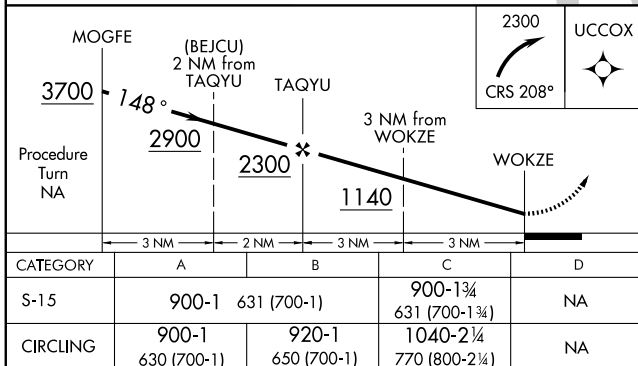 MOGFE
(BEJCU)
2 NM from
TAQYU
TAQYU
2300
CRS 208°
UCCOX
3700
148°
2900
2300
3 NM from
WOKZE
1140
WOKZE
Procedure
Turn
NA
3 NM 2 NM 3 NM 3 NM
CATEGORY A B C D
S-15 900-1 631 (700-1) 900-1¾ 631 (700-1¾) NA
CIRCLING 900-1 630 (700-1) 920-1 650 (700-1) 1040-2¼ 770 (800-2¼) NA